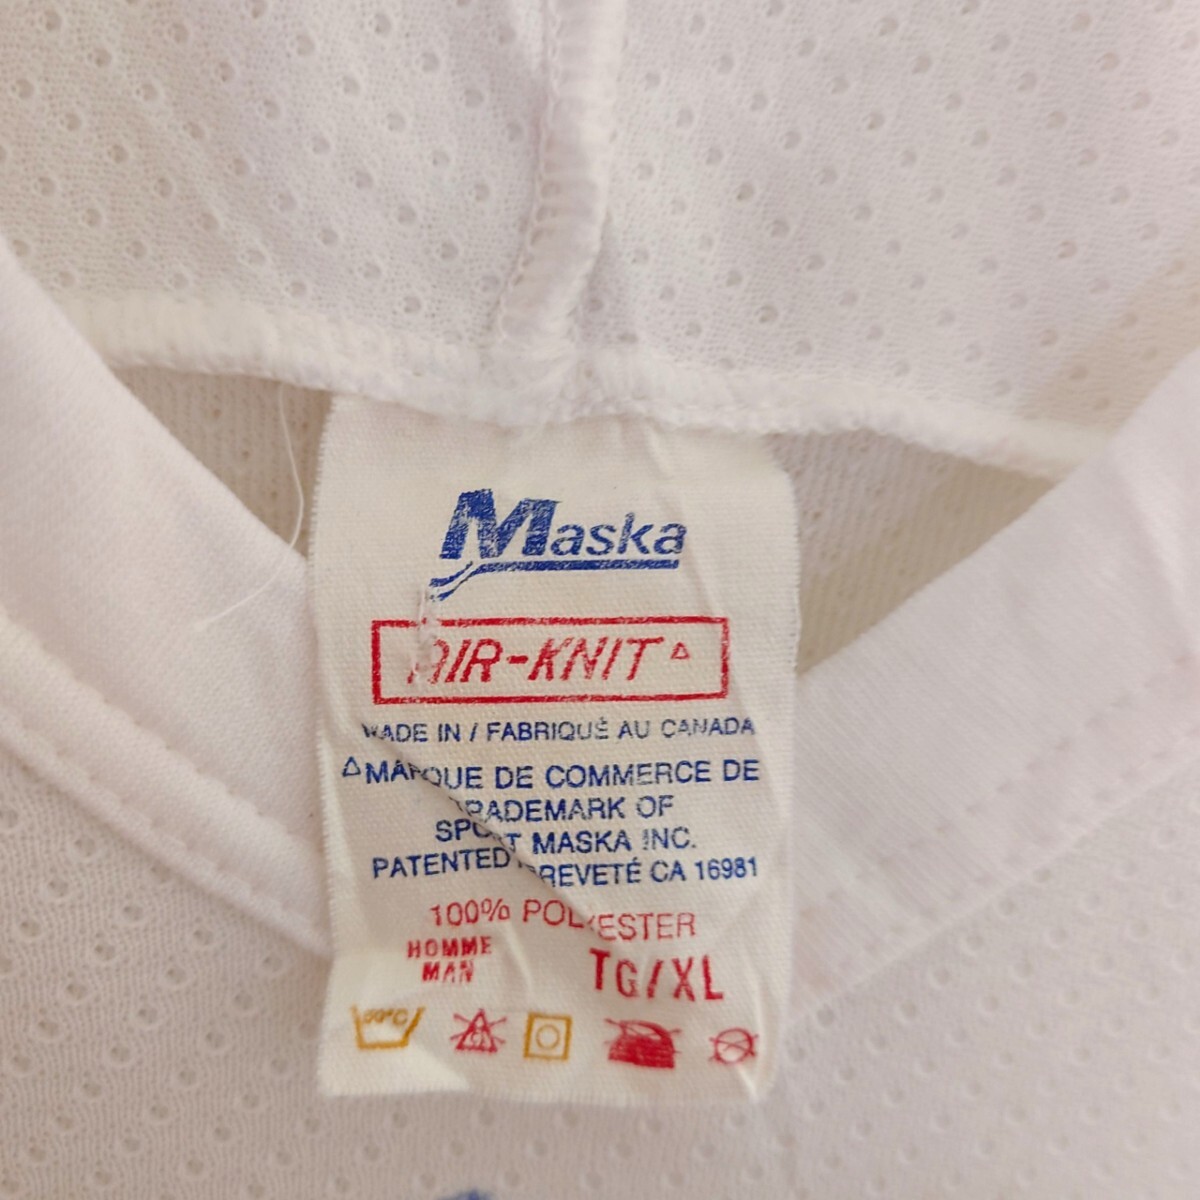 Maska
AIR-KNIT △
MADE IN / FABRIQUÉ AU CANADA
△ MARQUE DE COMMERCE DE
TRADEMARK OF
SPORT MASKA INC.
PATENTED BREVETÉ CA 16981
100% POLYESTER
HOMME
MAN
TG/XL